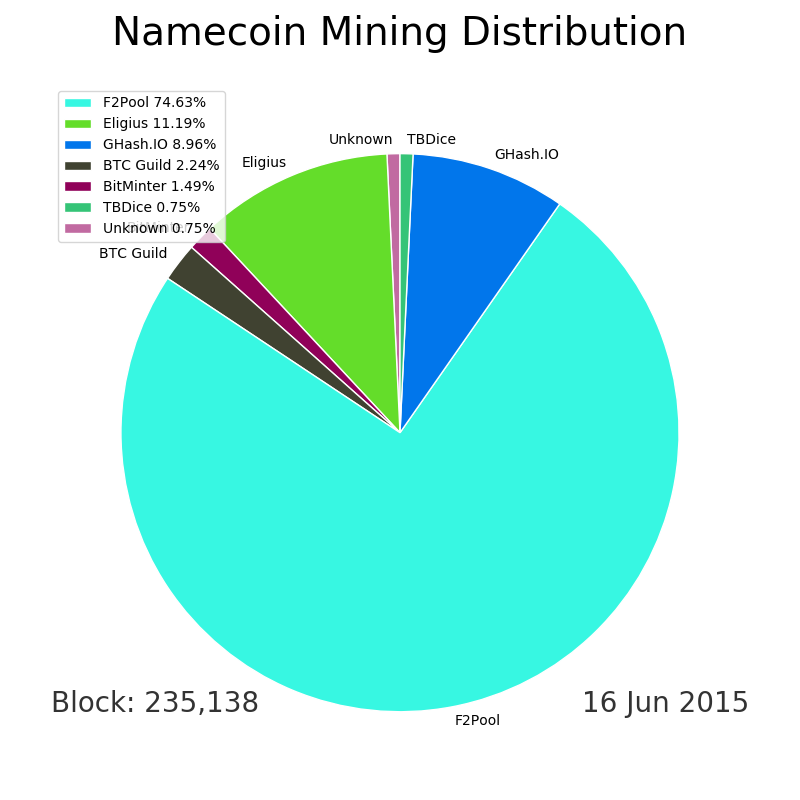 Namecoin Mining Distribution
F2Pool 74.63%
Eligius 11.19%
GHash.IO 8.96%
BTC Guild 2.24%
BitMinter 1.49%
TBDice 0.75%
Unknown 0.75%
Unknown
TBDice
GHash.IO
Eligius
BitMinter
BTC Guild
F2Pool
Block: 235,138
16 Jun 2015